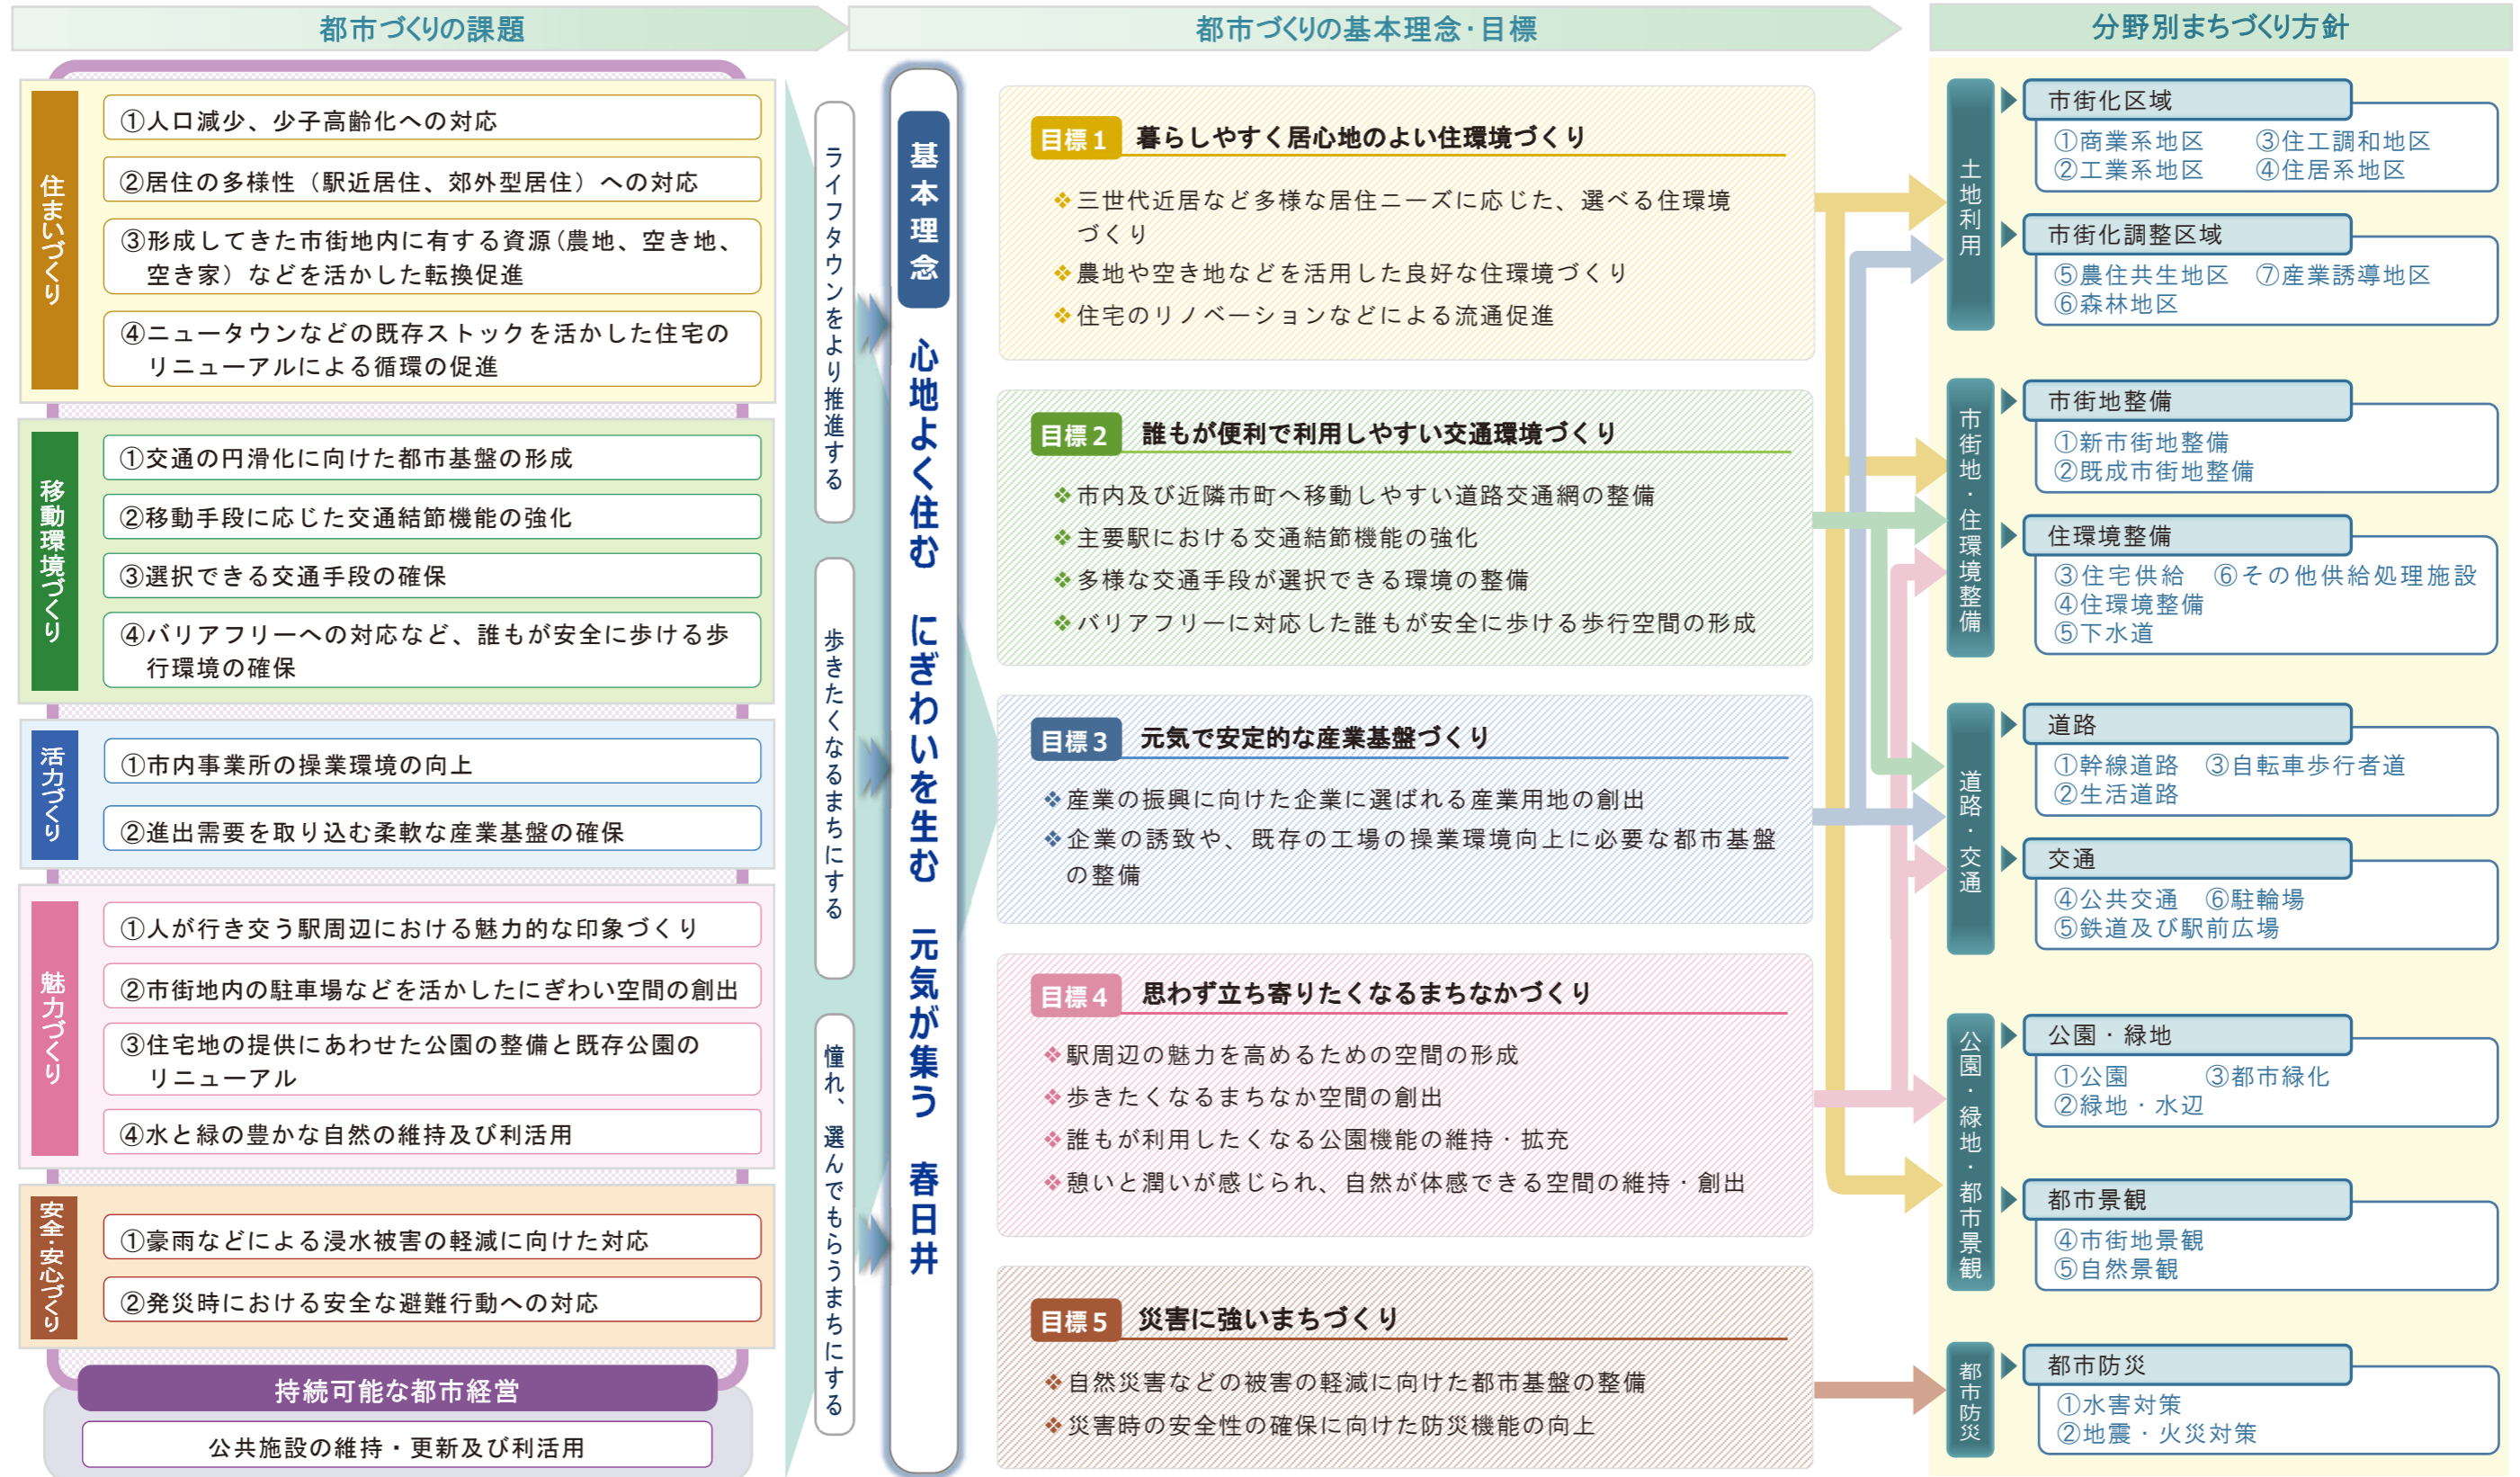 都市づくりの課題
都市づくりの基本理念・目標
分野別まちづくり方針
住まいづくり
①人口減少、少子高齢化への対応
②居住の多様性（駅近居住、郊外型居住）への対応
③形成してきた市街地内に有する資源（農地、空き地、
空き家）などを活かした転換促進
④ニュータウンなどの既存ストックを活かした住宅の
リニューアルによる循環の促進
移動環境づくり
①交通の円滑化に向けた都市基盤の形成
②移動手段に応じた交通結節機能の強化
③選択できる交通手段の確保
④バリアフリーへの対応など、誰もが安全に歩ける歩
行環境の確保
活力づくり
①市内事業所の操業環境の向上
②進出需要を取り込む柔軟な産業基盤の確保
魅力づくり
①人が行き交う駅周辺における魅力的な印象づくり
②市街地内の駐車場などを活かしたにぎわい空間の創出
③住宅地の提供にあわせた公園の整備と既存公園の
リニューアル
④水と緑の豊かな自然の維持及び利活用
安全・安心づくり
①豪雨などによる浸水被害の軽減に向けた対応
②発災時における安全な避難行動への対応
持続可能な都市経営
公共施設の維持・更新及び利活用
ライフタウンをより推進する
歩きたくなるまちにする
憧れ、選んでもらうまちにする
基本理念
心地よく住む にぎわいを生む 元気が集う 春日井
目標1 暮らしやすく居心地のよい住環境づくり
❖三世代近居など多様な居住ニーズに応じた、選べる住環境
づくり
❖農地や空き地などを活用した良好な住環境づくり
❖住宅のリノベーションなどによる流通促進
目標2 誰もが便利で利用しやすい交通環境づくり
❖市内及び近隣市町へ移動しやすい道路交通網の整備
❖主要駅における交通結節機能の強化
❖多様な交通手段が選択できる環境の整備
❖バリアフリーに対応した誰もが安全に歩ける歩行空間の形成
目標3 元気で安定的な産業基盤づくり
❖産業の振興に向けた企業に選ばれる産業用地の創出
❖企業の誘致や、既存の工場の操業環境向上に必要な都市基盤
の整備
目標4 思わず立ち寄りたくなるまちなかづくり
❖駅周辺の魅力を高めるための空間の形成
❖歩きたくなるまちなか空間の創出
❖誰もが利用したくなる公園機能の維持・拡充
❖憩いと潤いが感じられ、自然が体感できる空間の維持・創出
目標5 災害に強いまちづくり
❖自然災害などの被害の軽減に向けた都市基盤の整備
❖災害時の安全性の確保に向けた防災機能の向上
土地利用
市街化区域
①商業系地区 ③住工調和地区
②工業系地区 ④住居系地区
市街化調整区域
⑤農住共生地区 ⑦産業誘導地区
⑥森林地区
市街地・住環境整備
市街地整備
①新市街地整備
②既成市街地整備
住環境整備
③住宅供給 ⑥その他供給処理施設
④住環境整備
⑤下水道
道路・交通
道路
①幹線道路 ③自転車歩行者道
②生活道路
交通
④公共交通 ⑥駐輪場
⑤鉄道及び駅前広場
公園・緑地・都市景観
公園・緑地
①公園 ③都市緑化
②緑地・水辺
都市景観
④市街地景観
⑤自然景観
都市防災
都市防災
①水害対策
②地震・火災対策